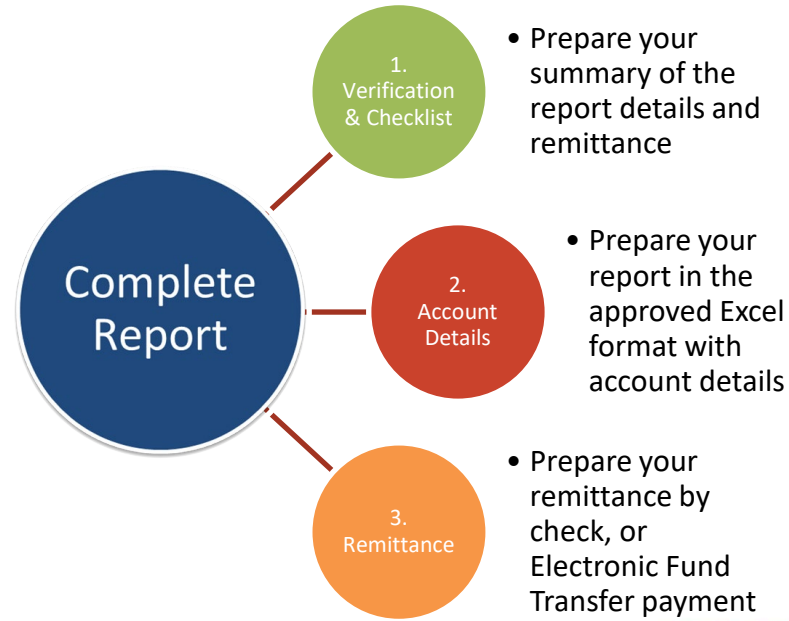 Complete
Report
1.
Verification
& Checklist
• Prepare your
summary of the
report details and
remittance
2.
Account
Details
• Prepare your
report in the
approved Excel
format with
account details
3.
Remittance
• Prepare your
remittance by
check, or
Electronic Fund
Transfer payment